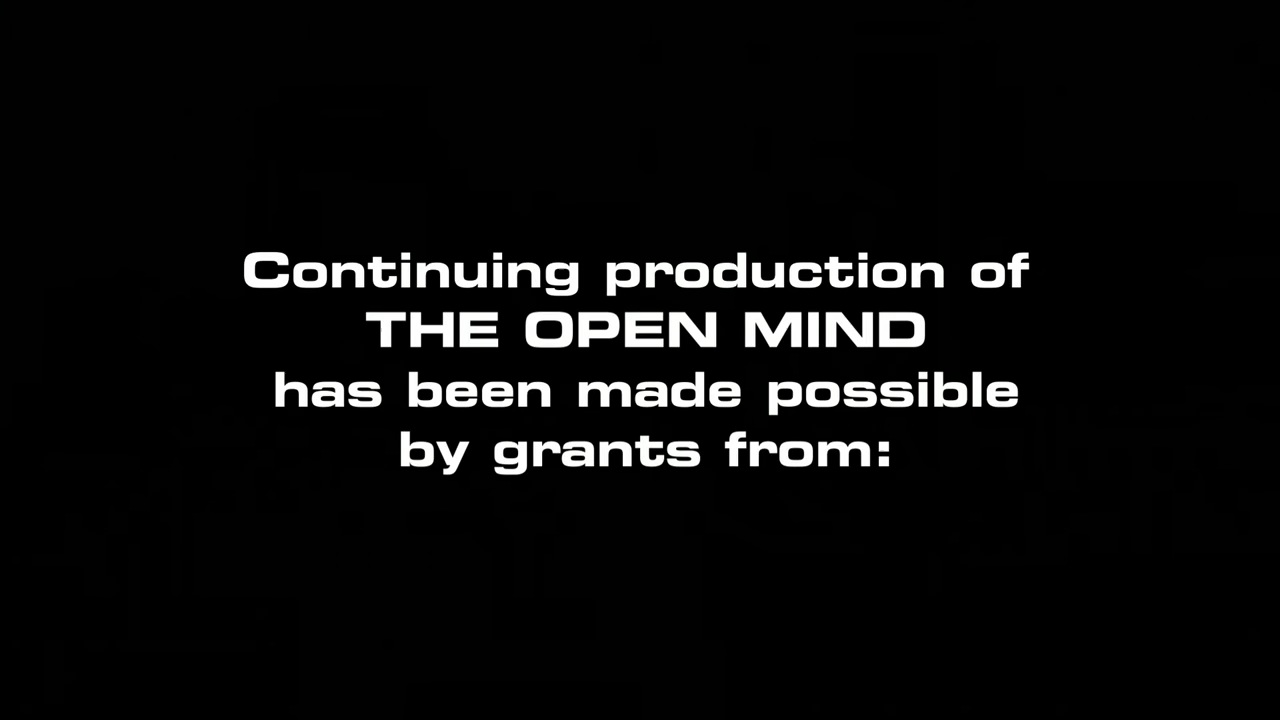 Continuing production of
THE OPEN MIND
has been made possible
by grants from: